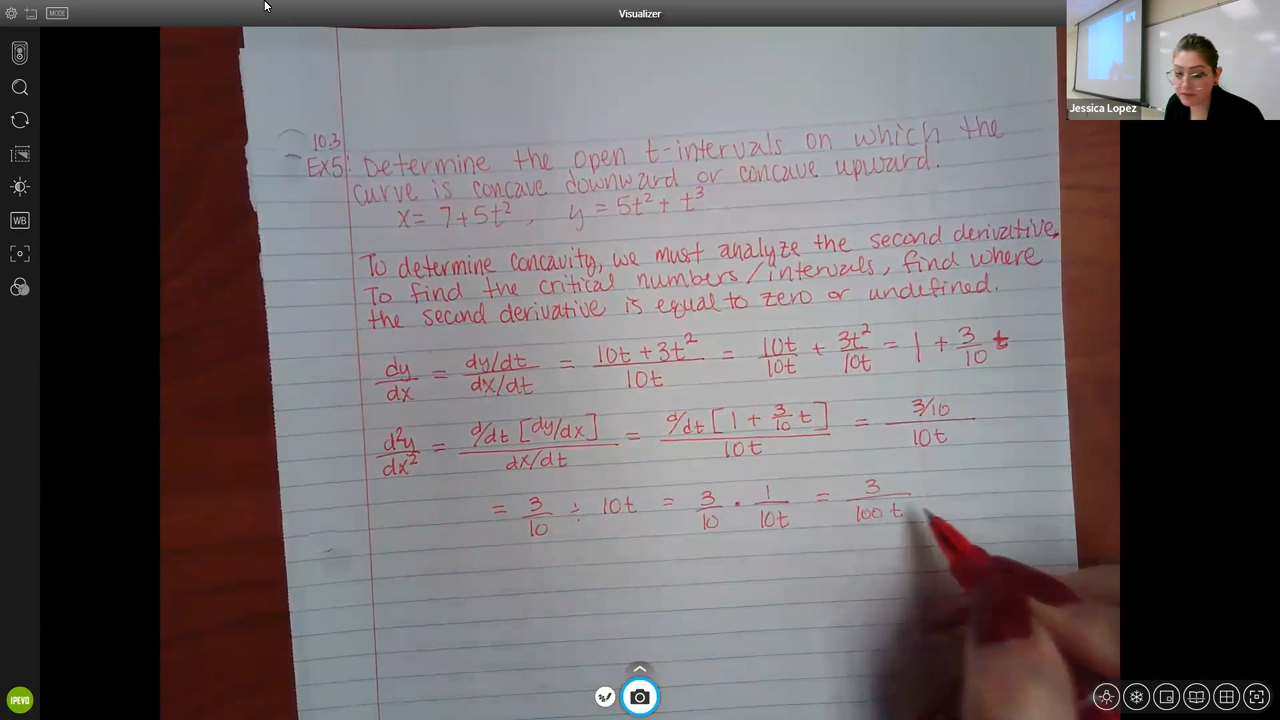 MODE
Visualizer
Jessica Lopez
WB
10.3
Ex5: Determine the open t-intervals on which the
curve is concave downward or concave upward.
x = 7 + 5t², y = 5t² + t³
To determine concavity, we must analyze the second derivative.
To find the critical numbers/intervals, find where
the second derivative is equal to zero or undefined.
dy/dx = (dy/dt)/(dx/dt) = (10t + 3t²)/(10t) = 10t/10t + 3t²/10t = 1 + 3/10 t
d²y/dx² = (d/dt [dy/dx])/(dx/dt) = (d/dt [1 + 3/10 t])/(10t) = (3/10)/(10t)
= 3/10 ÷ 10t = 3/10 · 1/10t = 3/100t
IPEVO